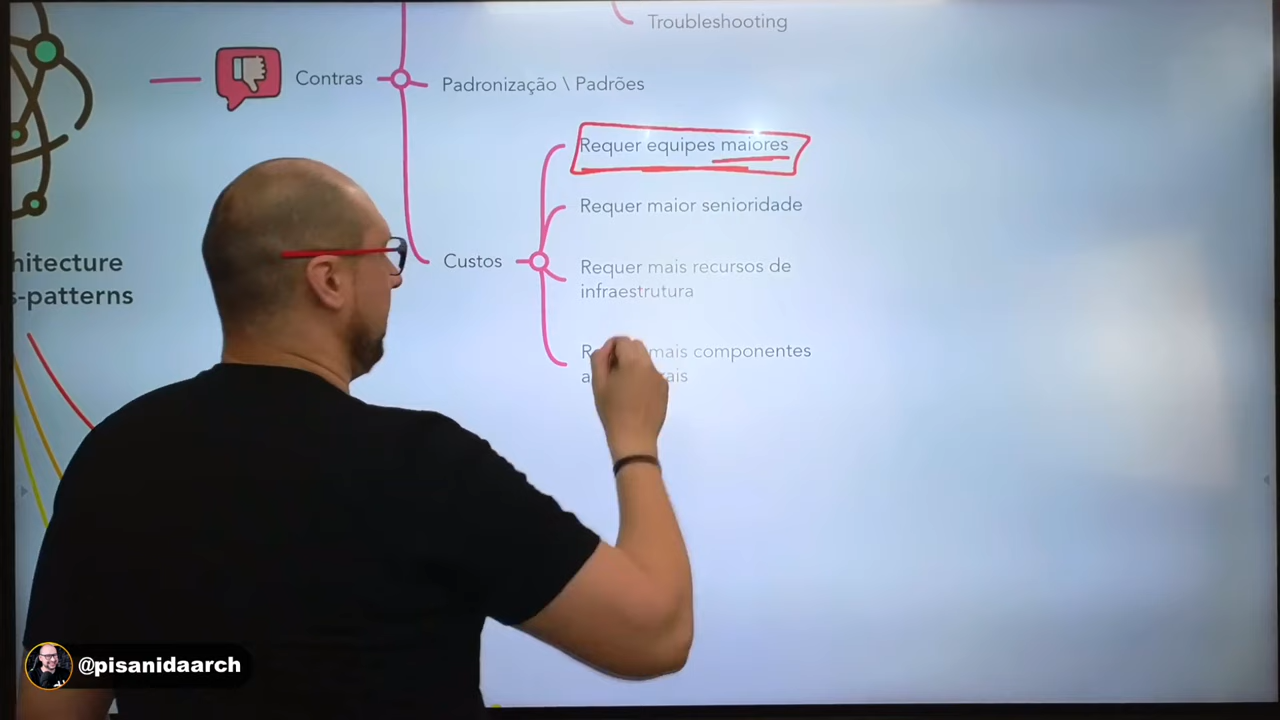 Troubleshooting
Contras
Padronização \ Padrões
Requer equipes maiores
Requer maior senioridade
hitecture
s-patterns
Custos
Requer mais recursos de
infraestrutura
mais componentes
@pisanidaarch